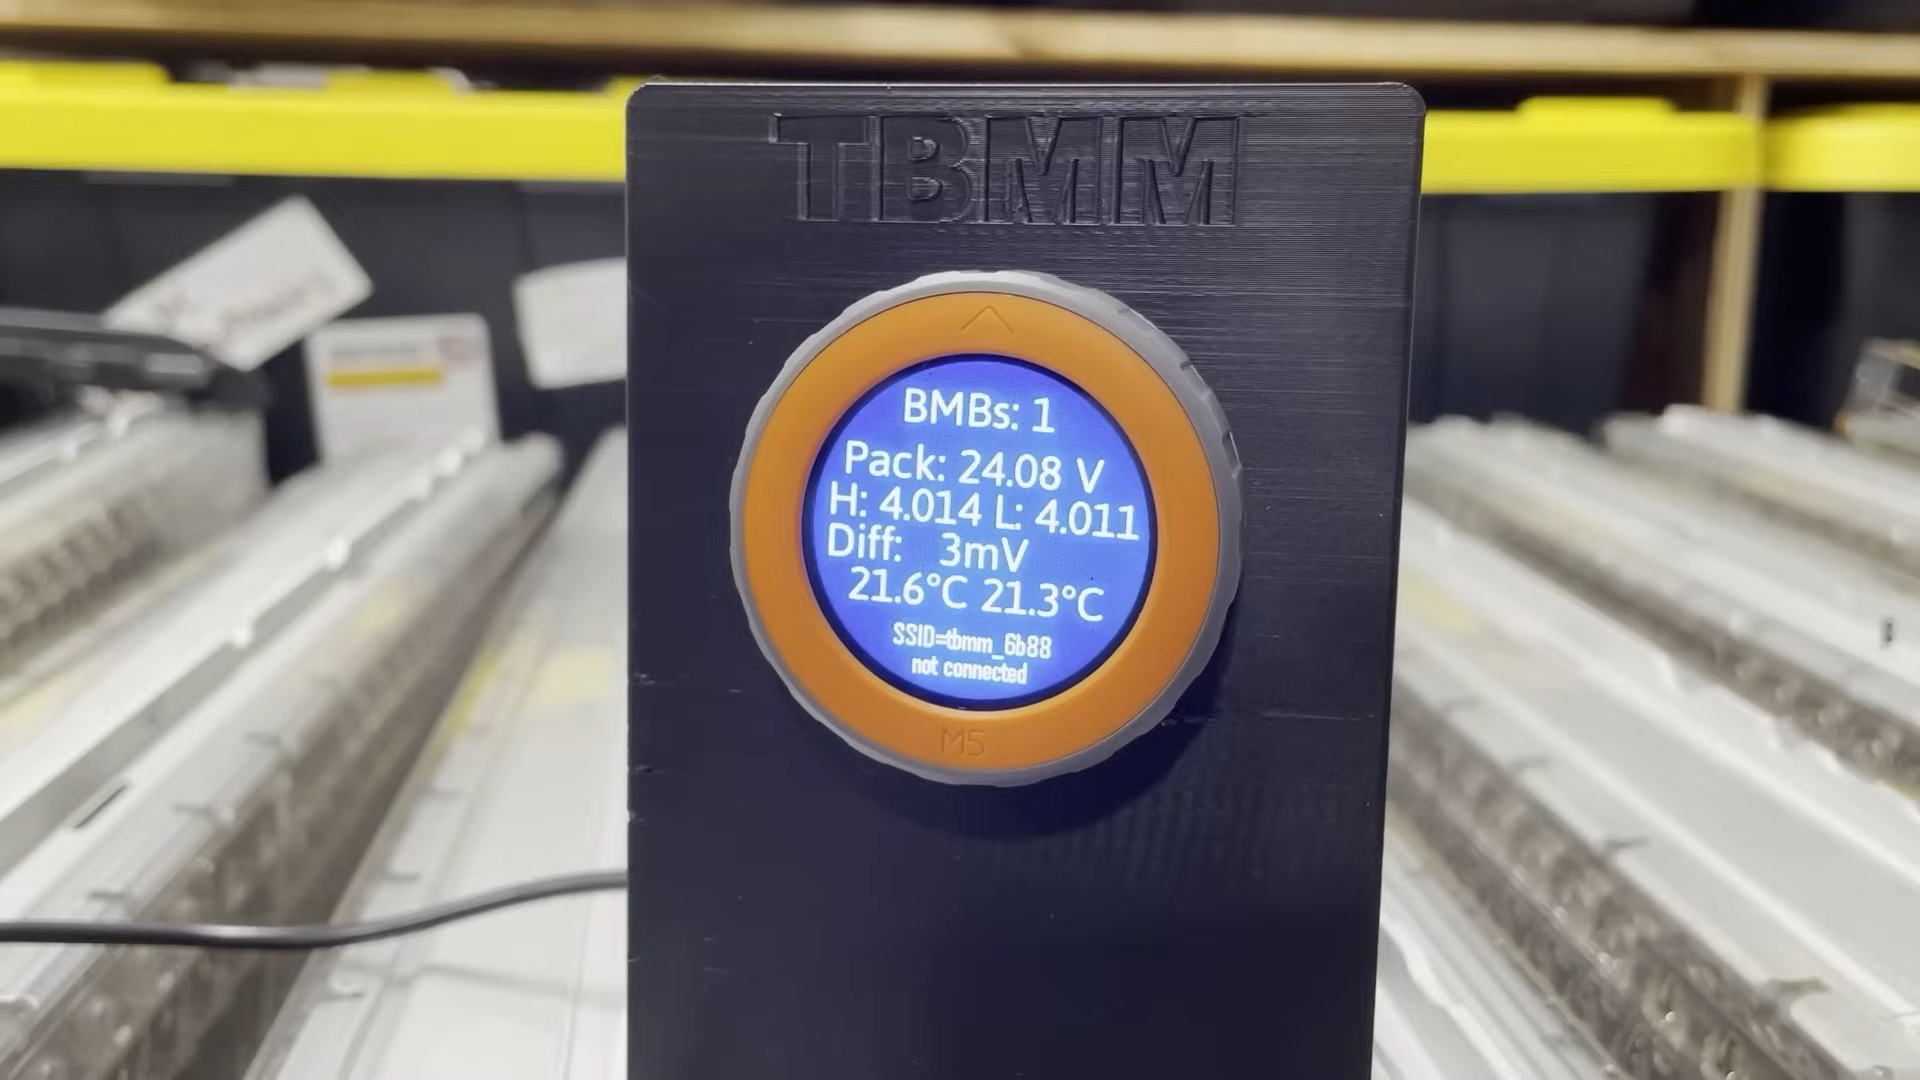 TBMM
BMBs: 1
Pack: 24.08 V
H: 4.014 L: 4.011
Diff: 3mV
21.6°C 21.3°C
SSID=tbmm_6b88
not connected
M5